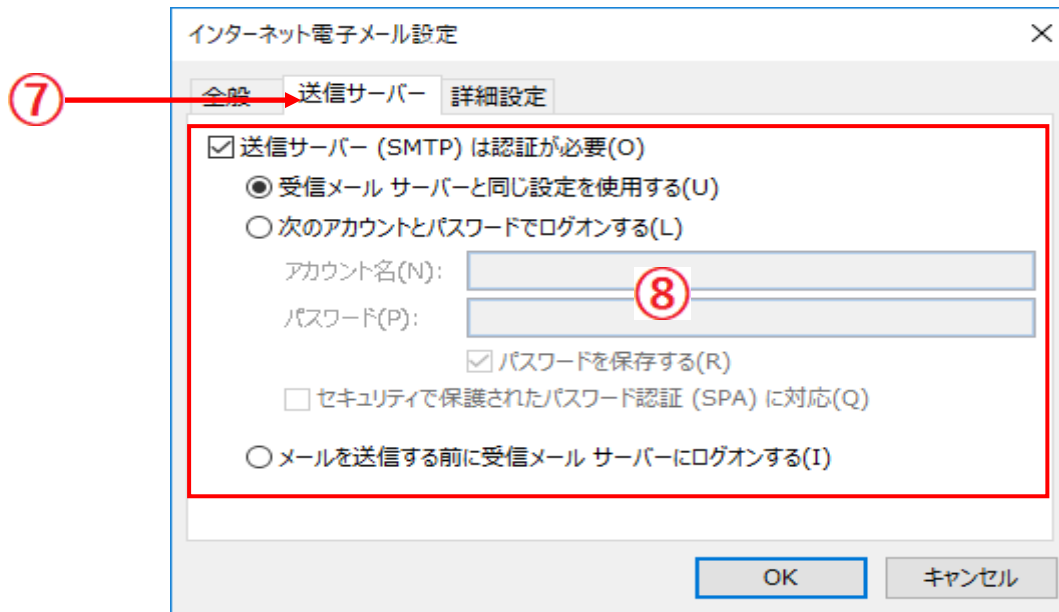 インターネット電子メール設定
⑦
全般 送信サーバー 詳細設定
送信サーバー (SMTP) は認証が必要(O)
受信メール サーバーと同じ設定を使用する(U)
次のアカウントとパスワードでログオンする(L)
アカウント名(N):
⑧
パスワード(P):
パスワードを保存する(R)
セキュリティで保護されたパスワード認証 (SPA) に対応(Q)
メールを送信する前に受信メール サーバーにログオンする(I)
OK キャンセル